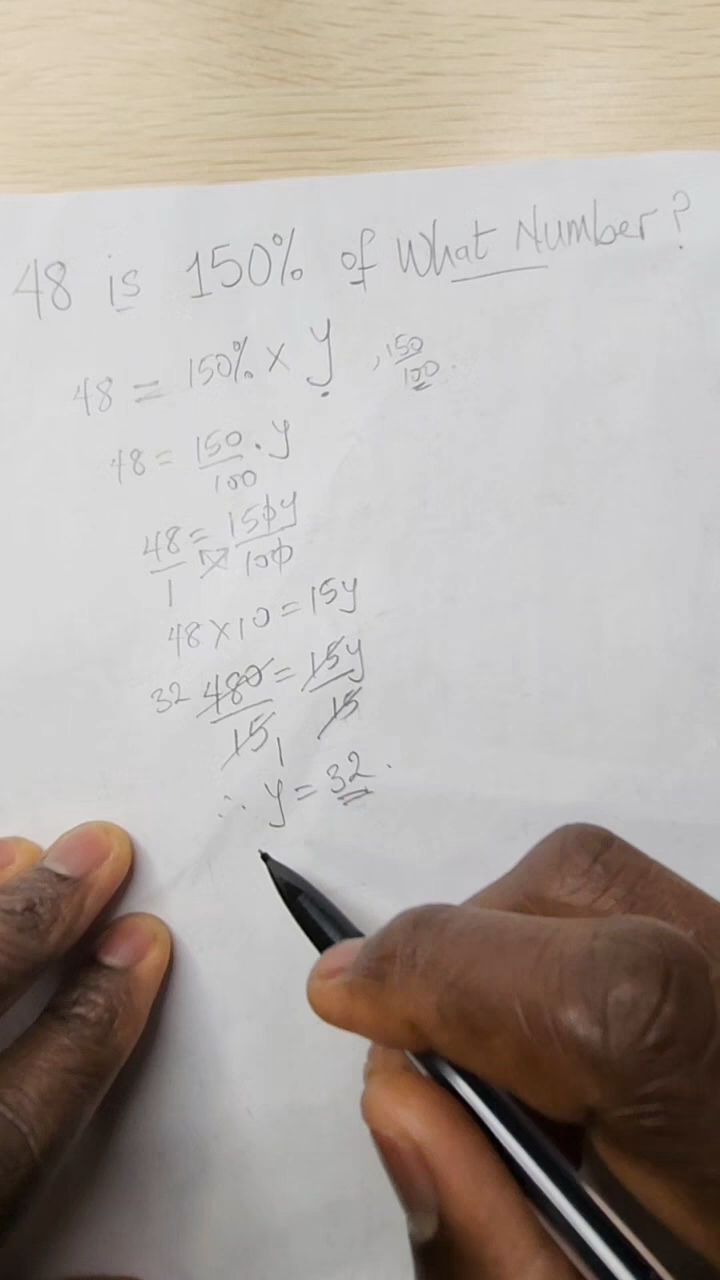 48 is 150% of What Number?
48 = 150% × y , 150/100.
48 = 150/100 . y
48/1 = 150y/100
48 × 10 = 15y
32 480/15 1 = 15y/15
∴ y = 32.